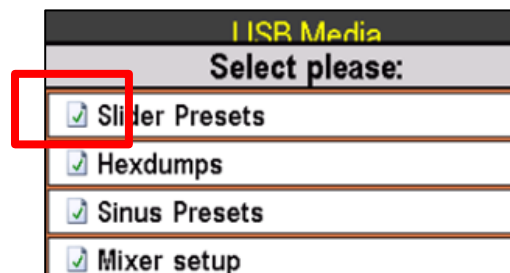 USB Media
Select please:
Slider Presets
Hexdumps
Sinus Presets
Mixer setup